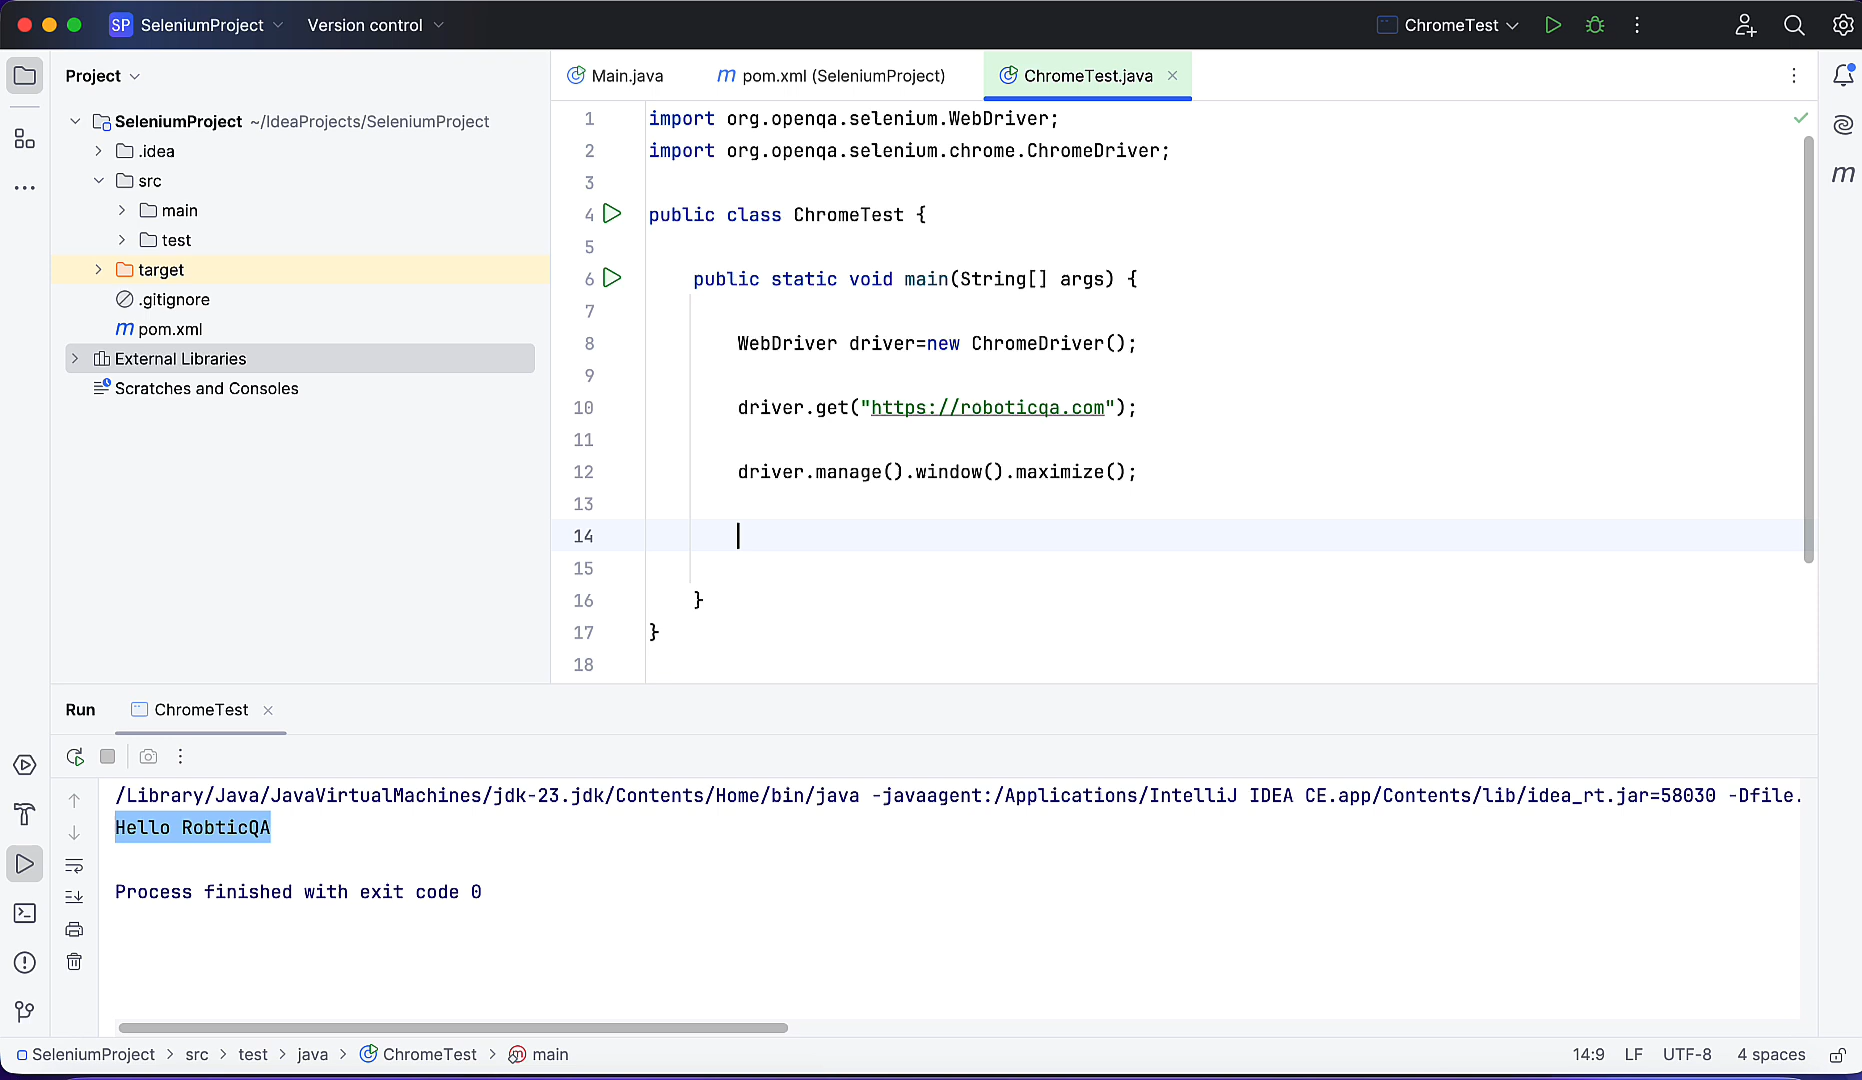 SP SeleniumProject Version control ChromeTest
Project
SeleniumProject ~/IdeaProjects/SeleniumProject
.idea
src
main
test
target
.gitignore
m pom.xml
External Libraries
Scratches and Consoles
Main.java m pom.xml (SeleniumProject) ChromeTest.java
1 import org.openqa.selenium.WebDriver;
2 import org.openqa.selenium.chrome.ChromeDriver;
3
4 public class ChromeTest {
5
6 public static void main(String[] args) {
7
8 WebDriver driver=new ChromeDriver();
9
10 driver.get("https://roboticqa.com");
11
12 driver.manage().window().maximize();
13
14
15
16 }
17 }
18
m
Run ChromeTest
/Library/Java/JavaVirtualMachines/jdk-23.jdk/Contents/Home/bin/java -javaagent:/Applications/IntelliJ IDEA CE.app/Contents/lib/idea_rt.jar=58030 -Dfile.
Hello RobticQA
Process finished with exit code 0
SeleniumProject > src > test > java > ChromeTest > m main 14:9 LF UTF-8 4 spaces